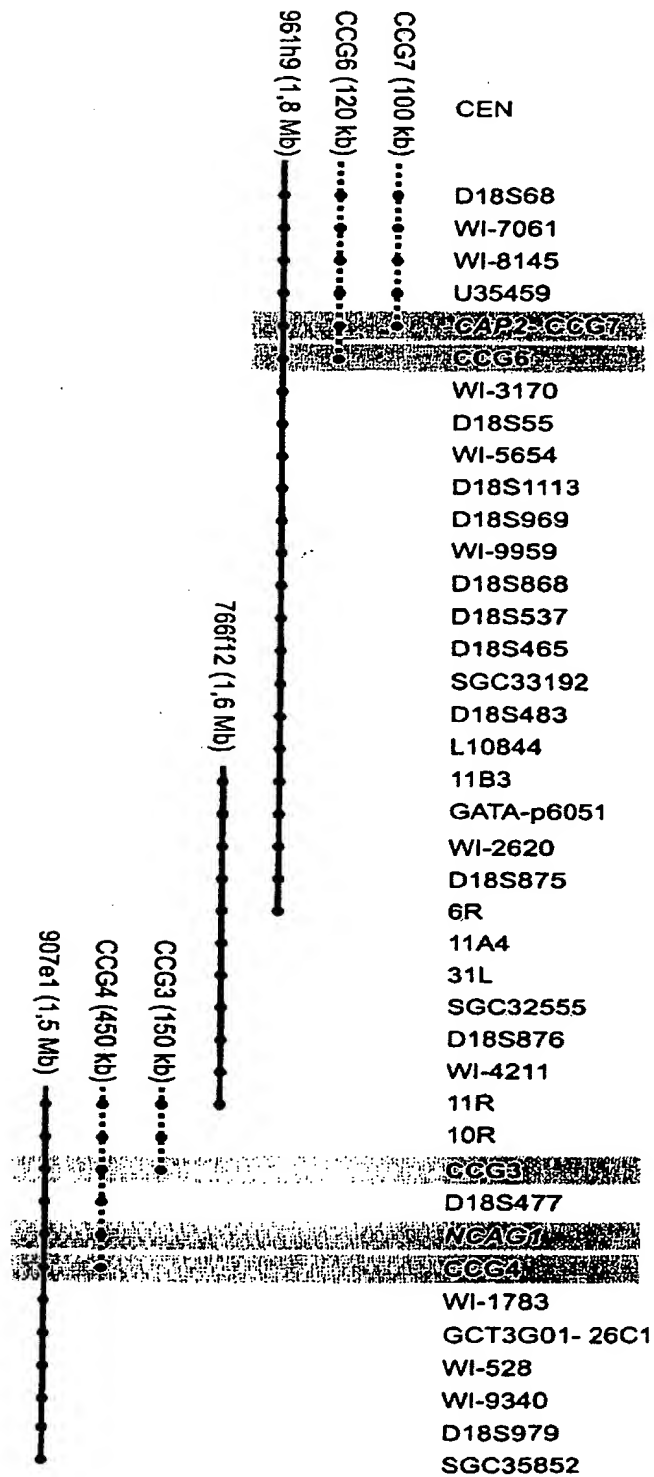 CEN
961h9 (1,8 Mb)
CCG6 (120 kb)
CCG7 (100 kb)
D18S68
WI-7061
WI-8145
U35459
CAP2- CCG7
CCG6
WI-3170
D18S55
WI-5654
D18S1113
D18S969
WI-9959
D18S868
D18S537
D18S465
SGC33192
D18S483
L10844
11B3
GATA-p6051
WI-2620
D18S875
6R
11A4
31L
SGC32555
D18S876
WI-4211
11R
10R
CCG3
D18S477
NCAG1
CCG4
WI-1783
GCT3G01- 26C1
WI-528
WI-9340
D18S979
SGC35852
766f12 (1,6 Mb)
907e1 (1,5 Mb)
CCG4 (450 kb)
CCG3 (150 kb)